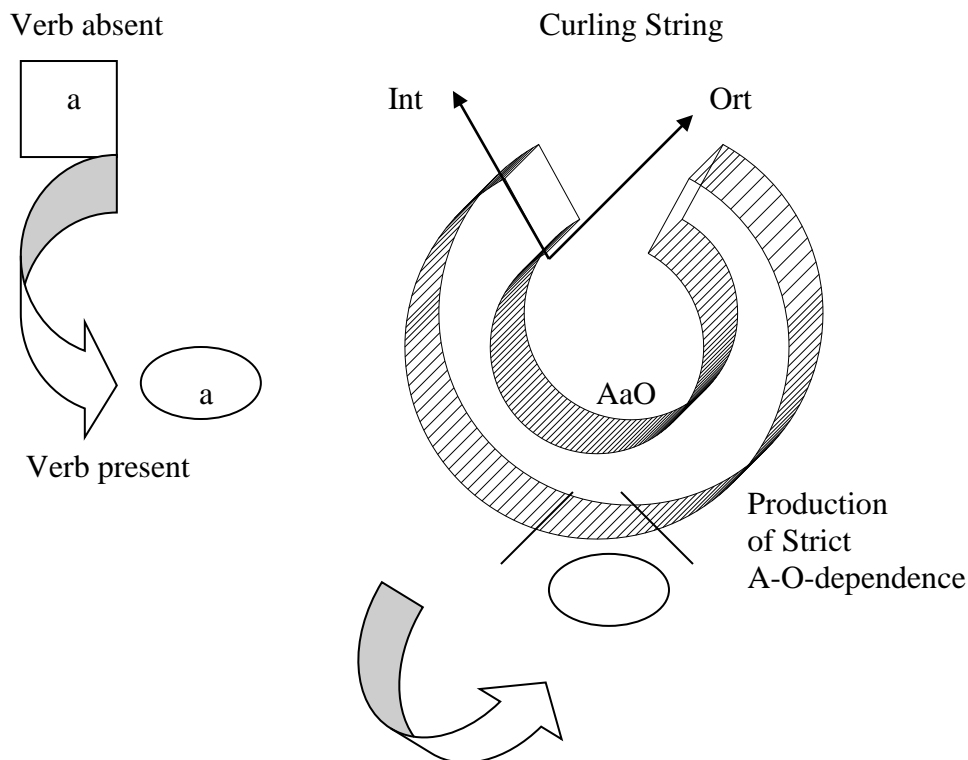 Verb absent
Curling String
a
Int
Ort
a
AaO
Verb present
Production
of Strict
A-O-dependence